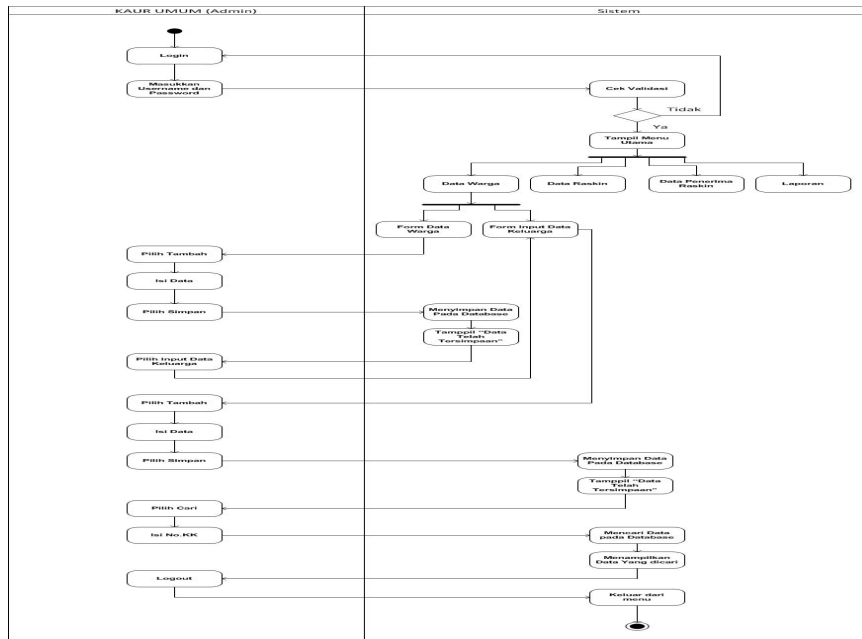 KAUR UMUM (Admin)
Sistem
Login
Masukkan
Username dan
Password
Cek Validasi
Tidak
Ya
Tampil Menu
Utama
Data Warga
Data Raskin
Data Penerima
Raskin
Laporan
Form Data
Warga
Form Input Data
Keluarga
Pilih Tambah
Isi Data
Pilih Simpan
Menyimpan Data
Pada Database
Tamppil "Data
Telah
Tersimpaan"
Pilih Input Data
Keluarga
Pilih Tambah
Isi Data
Pilih Simpan
Menyimpan Data
Pada Database
Tamppil "Data
Telah
Tersimpaan"
Pilih Cari
Isi No.KK
Mencari Data
pada Database
Menampilkan
Data Yang dicari
Logout
Keluar dari
menu